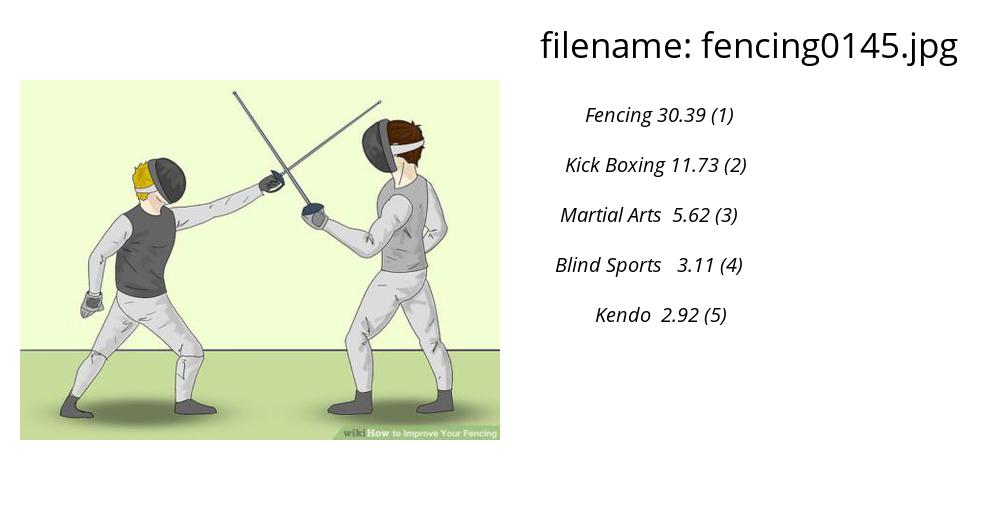 filename: fencing0145.jpg
Fencing 30.39 (1)
Kick Boxing 11.73 (2)
Martial Arts 5.62 (3)
Blind Sports 3.11 (4)
Kendo 2.92 (5)
wikiHow to Improve Your Fencing